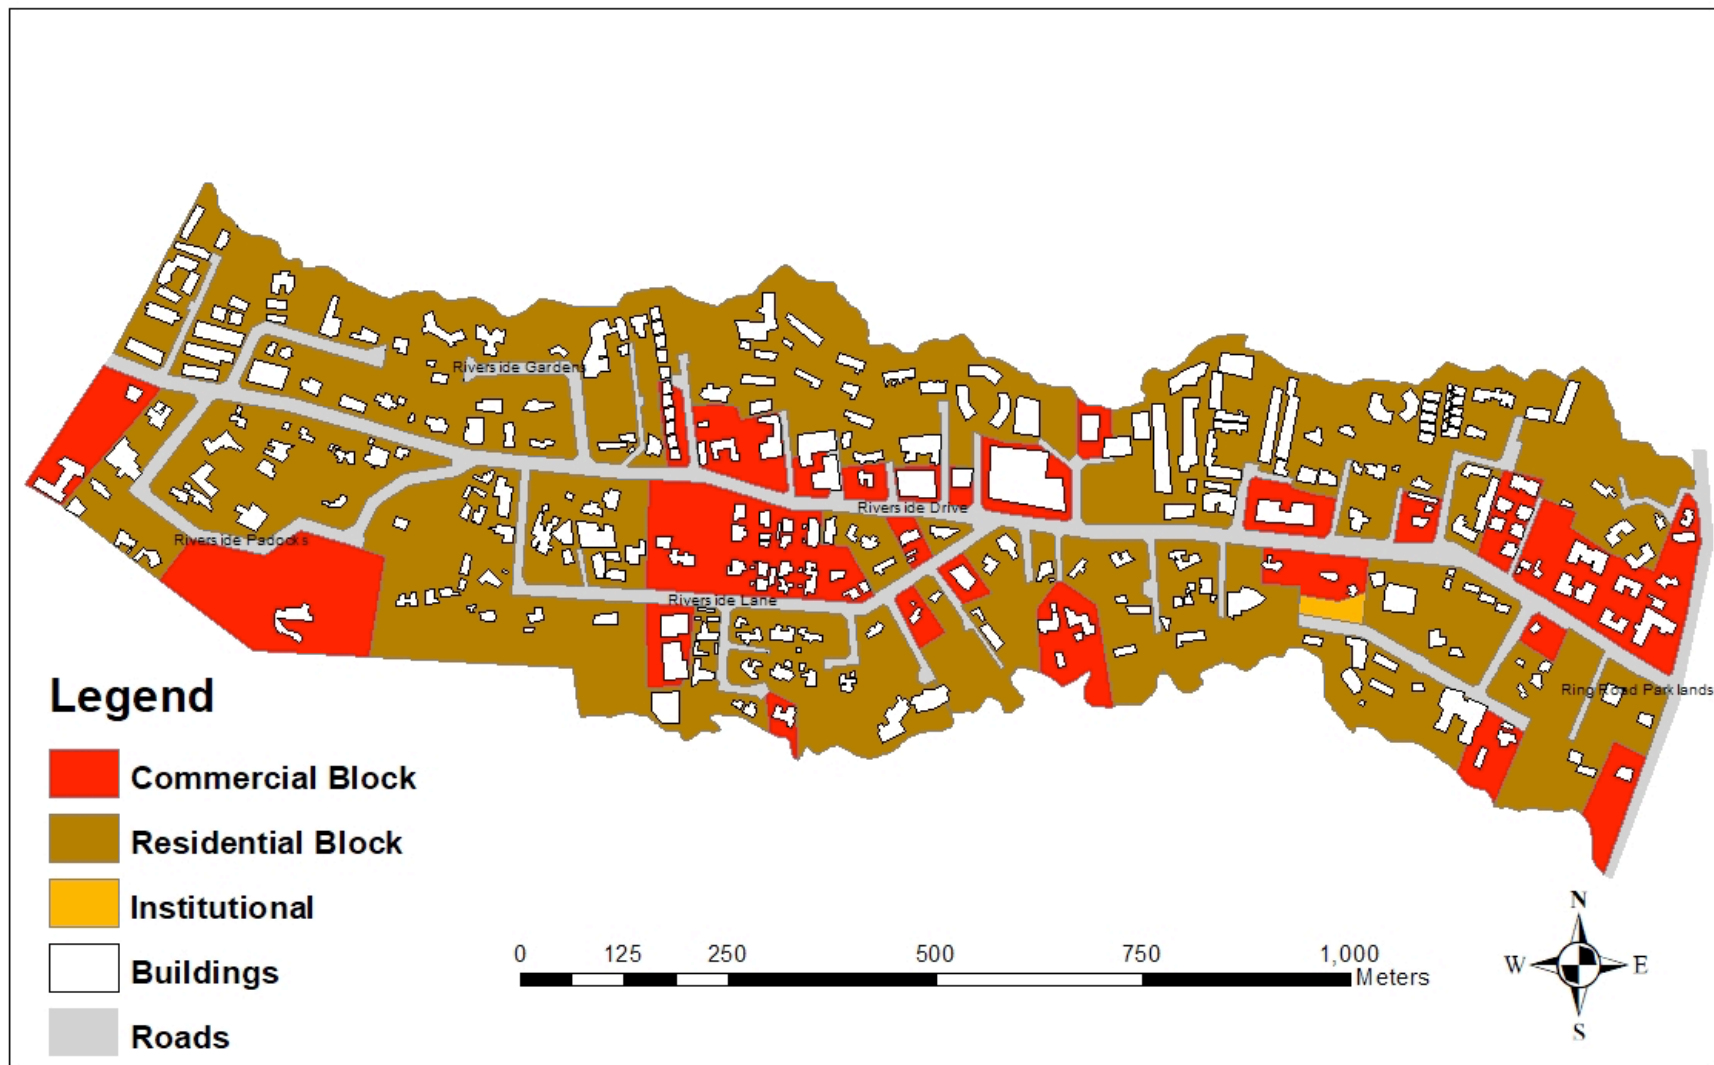 Riverside Gardens
Riverside Drive
Riverside Padocks
Riverside Lane
Ring Road Parklands
Legend
Commercial Block
Residential Block
Institutional
Buildings
Roads
0 125 250 500 750 1,000
Meters
N
W E
S